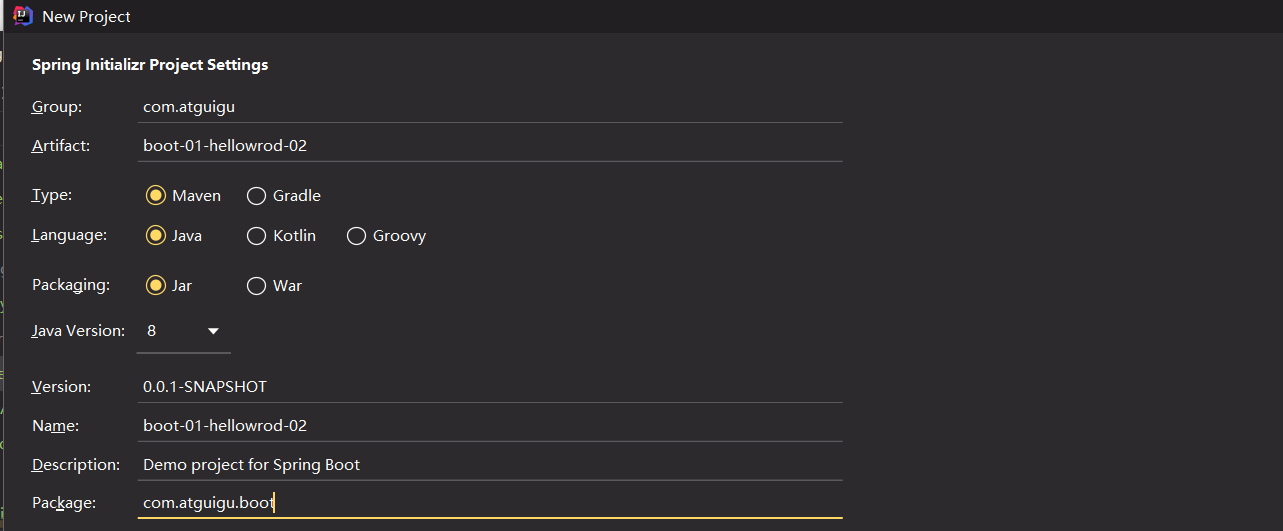 New Project
Spring Initializr Project Settings
Group: com.atguigu
Artifact: boot-01-hellowrod-02
Type: Maven Gradle
Language: Java Kotlin Groovy
Packaging: Jar War
Java Version: 8
Version: 0.0.1-SNAPSHOT
Name: boot-01-hellowrod-02
Description: Demo project for Spring Boot
Package: com.atguigu.boot